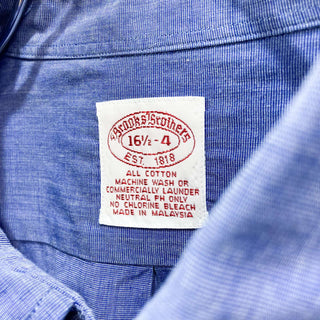 Brooks Brothers
16½-4
EST. 1818
ALL COTTON
MACHINE WASH OR
COMMERCIALLY LAUNDER
NEUTRAL PH ONLY
NO CHLORINE BLEACH
MADE IN MALAYSIA